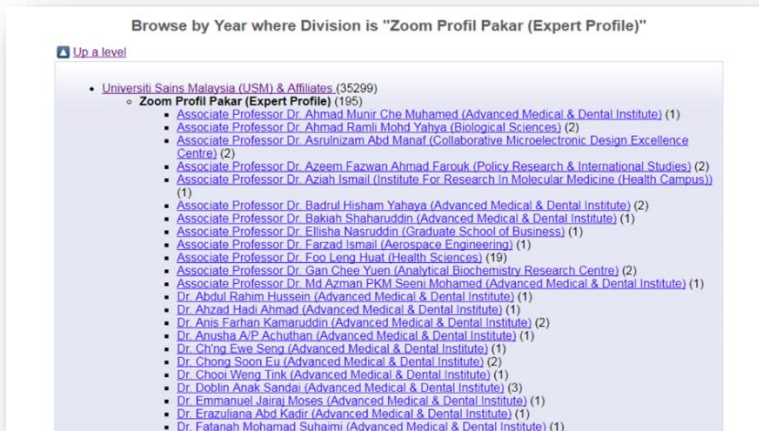 Browse by Year where Division is "Zoom Profil Pakar (Expert Profile)"
Up a level
Universiti Sains Malaysia (USM) & Affiliates (35299)
Zoom Profil Pakar (Expert Profile) (195)
Associate Professor Dr. Ahmad Munir Che Muhamed (Advanced Medical & Dental Institute) (1)
Associate Professor Dr. Ahmad Ramli Mohd Yahya (Biological Sciences) (2)
Associate Professor Dr. Asrulnizam Abd Manaf (Collaborative Microelectronic Design Excellence
Centre) (2)
Associate Professor Dr. Azeem Fazwan Ahmad Farouk (Policy Research & International Studies) (2)
Associate Professor Dr. Aziah Ismail (Institute For Research In Molecular Medicine (Health Campus))
(1)
Associate Professor Dr. Badrul Hisham Yahaya (Advanced Medical & Dental Institute) (2)
Associate Professor Dr. Bakiah Shaharuddin (Advanced Medical & Dental Institute) (1)
Associate Professor Dr. Ellisha Nasruddin (Graduate School of Business) (1)
Associate Professor Dr. Farzad Ismail (Aerospace Engineering) (1)
Associate Professor Dr. Foo Leng Huat (Health Sciences) (19)
Associate Professor Dr. Gan Chee Yuen (Analytical Biochemistry Research Centre) (2)
Associate Professor Dr. Md Azman PKM Seeni Mohamed (Advanced Medical & Dental Institute) (1)
Dr. Abdul Rahim Hussein (Advanced Medical & Dental Institute) (1)
Dr. Ahzad Hadi Ahmad (Advanced Medical & Dental Institute) (1)
Dr. Anis Farhan Kamaruddin (Advanced Medical & Dental Institute) (2)
Dr. Anusha A/P Achuthan (Advanced Medical & Dental Institute) (1)
Dr. Ch'ng Ewe Seng (Advanced Medical & Dental Institute) (1)
Dr. Chong Soon Eu (Advanced Medical & Dental Institute) (2)
Dr. Chooi Weng Tink (Advanced Medical & Dental Institute) (1)
Dr. Doblin Anak Sandai (Advanced Medical & Dental Institute) (3)
Dr. Emmanuel Jairaj Moses (Advanced Medical & Dental Institute) (1)
Dr. Erazuliana Abd Kadir (Advanced Medical & Dental Institute) (1)
Dr. Fatanah Mohamad Suhaimi (Advanced Medical & Dental Institute) (1)